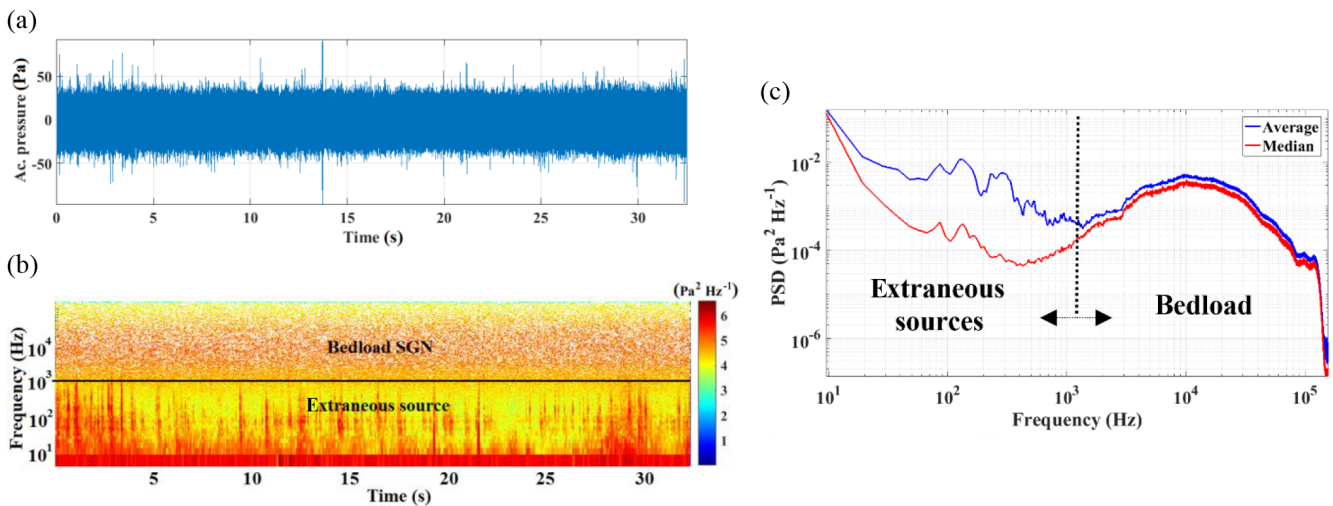 (a)
Ac. pressure (Pa)
50
0
-50
0 5 10 15 20 25 30
Time (s)
(b)
(Pa² Hz⁻¹)
Frequency (Hz)
10⁴
10³
10²
10¹
Bedload SGN
Extraneous source
6
5
4
3
2
1
5 10 15 20 25 30
Time (s)
(c)
PSD (Pa² Hz⁻¹)
10⁻²
10⁻⁴
10⁻⁶
Average
Median
Extraneous
sources
Bedload
10¹ 10² 10³ 10⁴ 10⁵
Frequency (Hz)